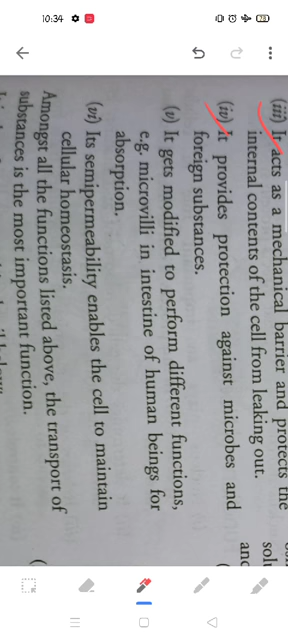 10:34
78
(iii) It acts as a mechanical barrier and protects the
internal contents of the cell from leaking out.
(iv) It provides protection against microbes and
foreign substances.
(v) It gets modified to perform different functions,
e.g. microvilli in intestine of human beings for
absorption.
(vi) Its semipermeability enables the cell to maintain
cellular homeostasis.
Amongst all the functions listed above, the transport of
substances is the most important function.
solu
and